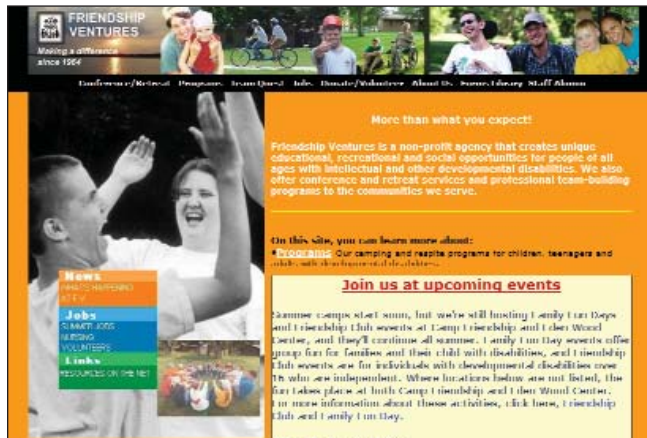 FRIENDSHIP
VENTURES
Making a difference
since 1964
Conference/Retreat Programs Team Quest Jobs Donate/Volunteer About Us Forms Library Staff Alumni
More than what you expect!
Friendship Ventures is a non-profit agency that creates unique
educational, recreational and social opportunities for people of all
ages with intellectual and other developmental disabilities. We also
offer conference and retreat services and professional team-building
programs to the communities we serve.
On this site, you can learn more about:
•Programs Our camping and respite programs for children, teenagers and
adults with developmental disabilities.
News
WHAT'S HAPPENING
AT F.V.
Jobs
SUMMER JOBS
NURSING
VOLUNTEERS
Links
RESOURCES ON THE NET
Join us at upcoming events
Summer camps start soon, but we're still hosting Family Fun Days
and Friendship Club events at Camp Friendship and Eden Wood
Center, and they'll continue all summer. Family Fun Day events offer
group fun for families and their child with disabilities, and Friendship
Club events are for individuals with developmental disabilities over
16 who are independent. Where locations below are not listed, the
fun takes place at both Camp Friendship and Eden Wood Center.
For more information about these activities, click here, Friendship
Club and Family Fun Day.